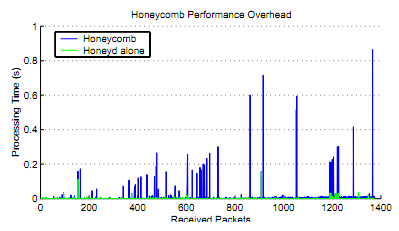 Honeycomb Performance Overhead
Honeycomb
Honeyd alone
Processing Time (s)
1
0.8
0.6
0.4
0.2
0
0 200 400 600 800 1000 1200 1400
Received Packets